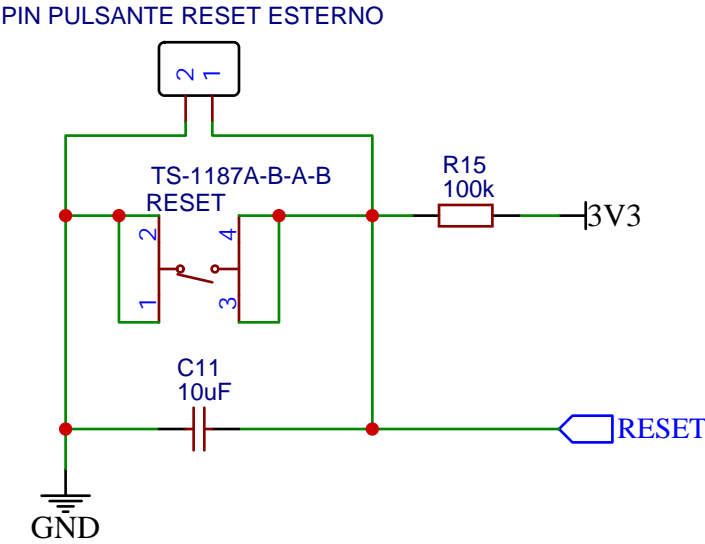 PIN PULSANTE RESET ESTERNO
2 1
TS-1187A-B-A-B
RESET
2
4
1
3
R15
100k
3V3
C11
10uF
RESET
GND